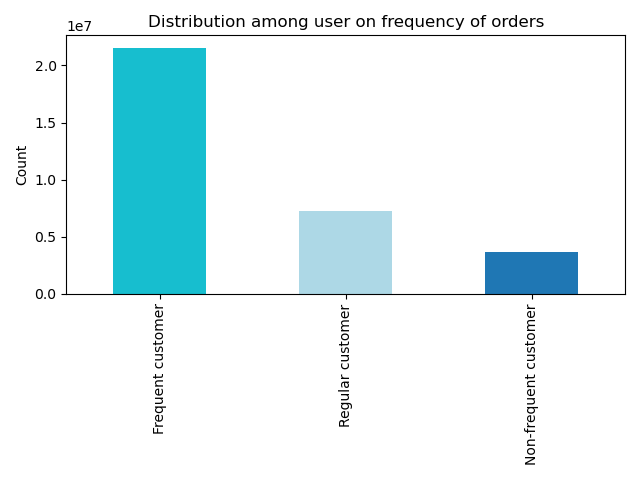 Distribution among user on frequency of orders
1e7
2.0
1.5
1.0
0.5
0.0
Count
Frequent customer
Regular customer
Non-frequent customer